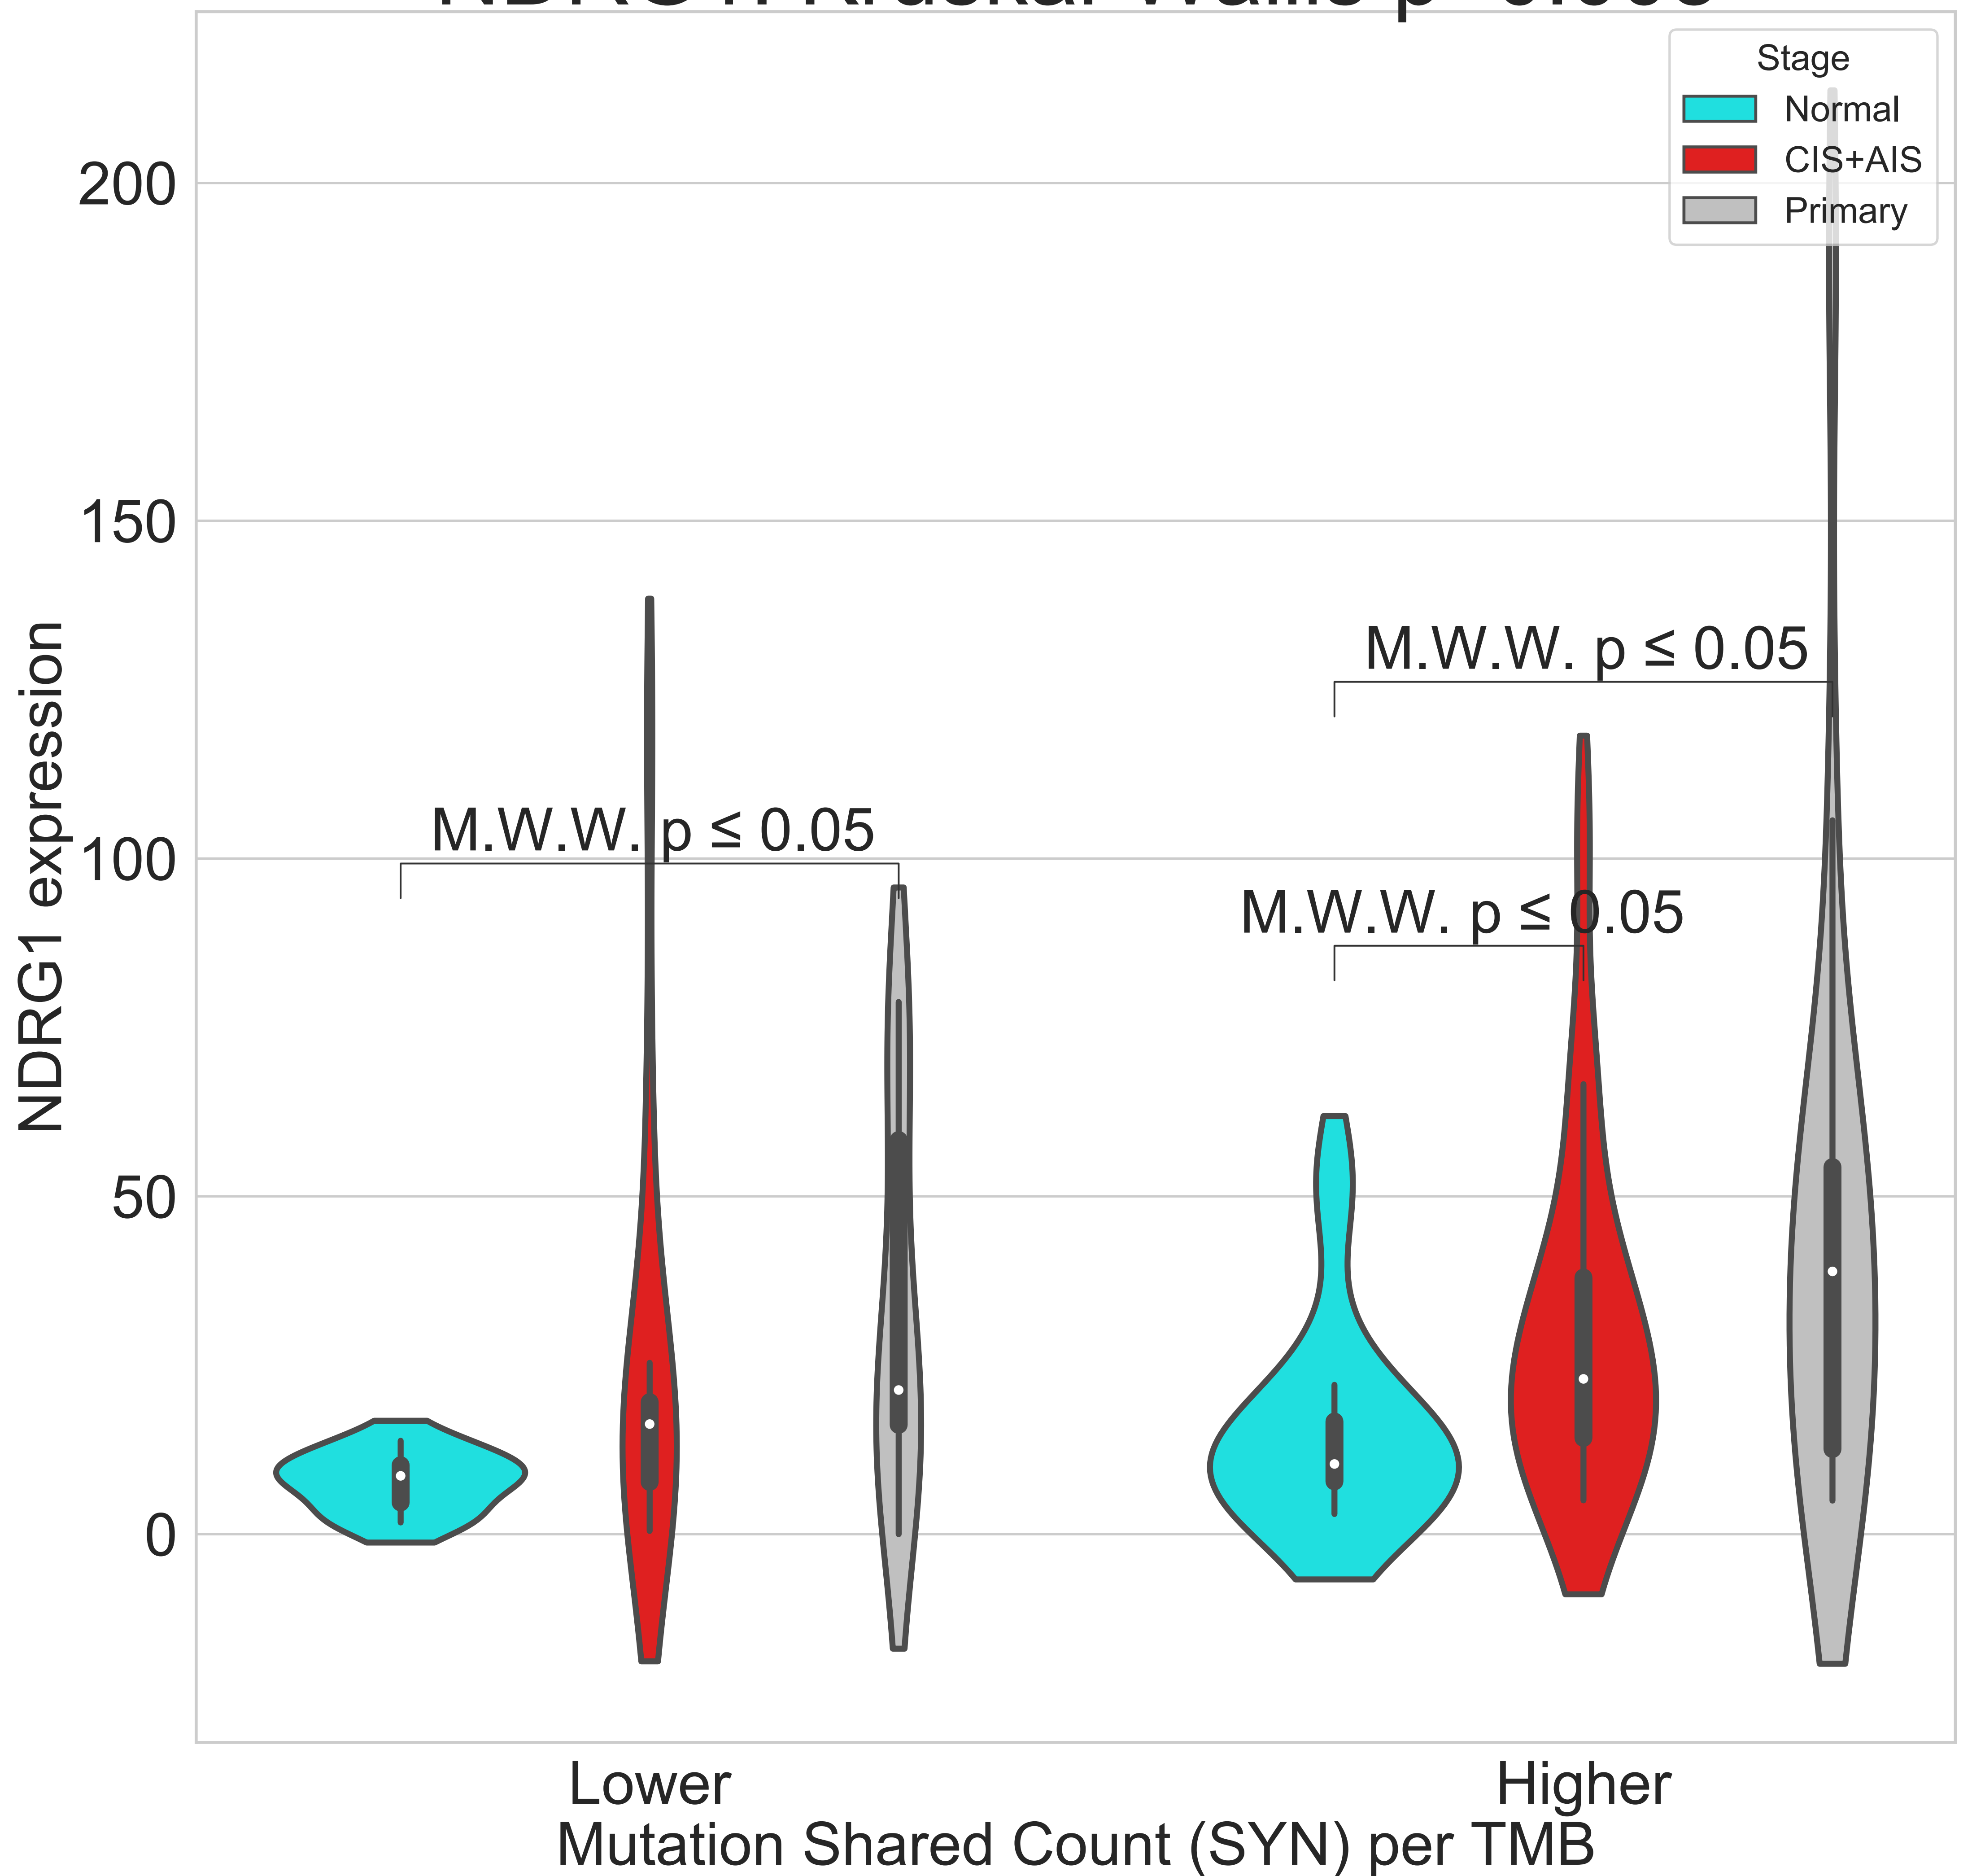 Stage
Normal
CIS+AIS
Primary
200
150
100
50
0
NDRG1 expression
M.W.W. p ≤ 0.05
M.W.W. p ≤ 0.05
M.W.W. p ≤ 0.05
Lower
Higher
Mutation Shared Count (SYN) per TMB